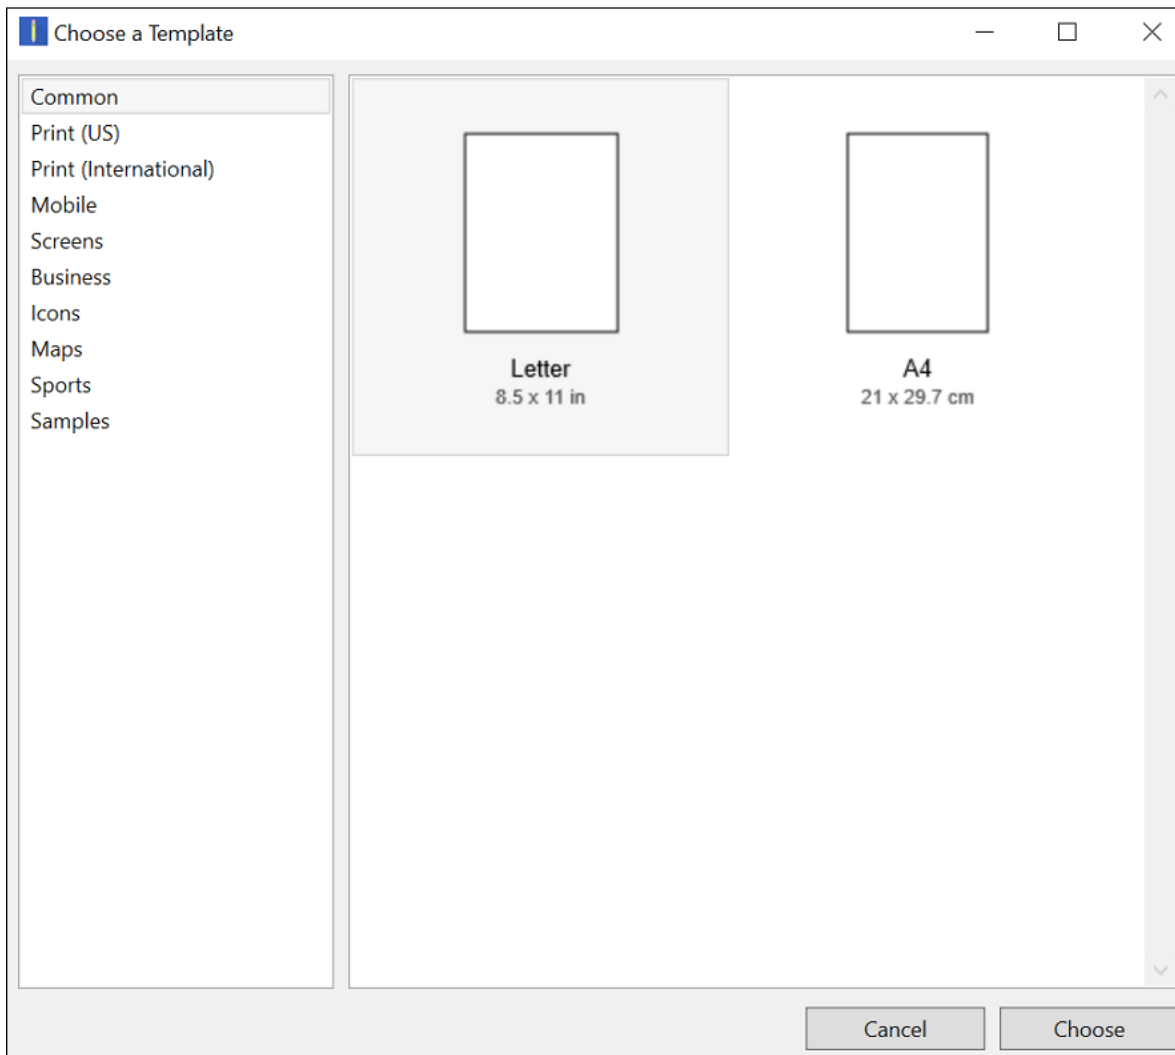 Choose a Template
Common
Print (US)
Print (International)
Mobile
Screens
Business
Icons
Maps
Sports
Samples
Letter
8.5 x 11 in
A4
21 x 29.7 cm
Cancel
Choose